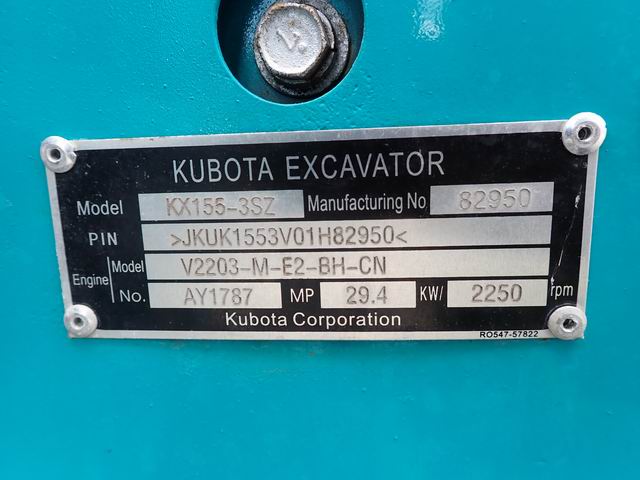 KUBOTA EXCAVATOR
Model KX155-3SZ Manufacturing No 82950
PIN >JKUK1553V01H82950<
Engine Model V2203-M-E2-BH-CN
No. AY1787 MP 29.4 KW/ 2250 rpm
Kubota Corporation
RO547-57822